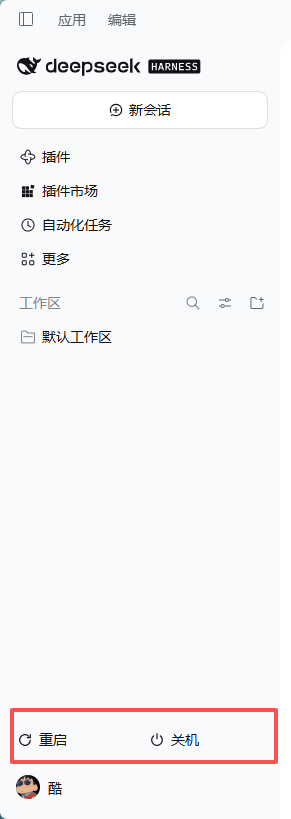 应用 编辑
deepseek HARNESS
新会话
插件
插件市场
自动化任务
更多
工作区
默认工作区
重启 关机
酷